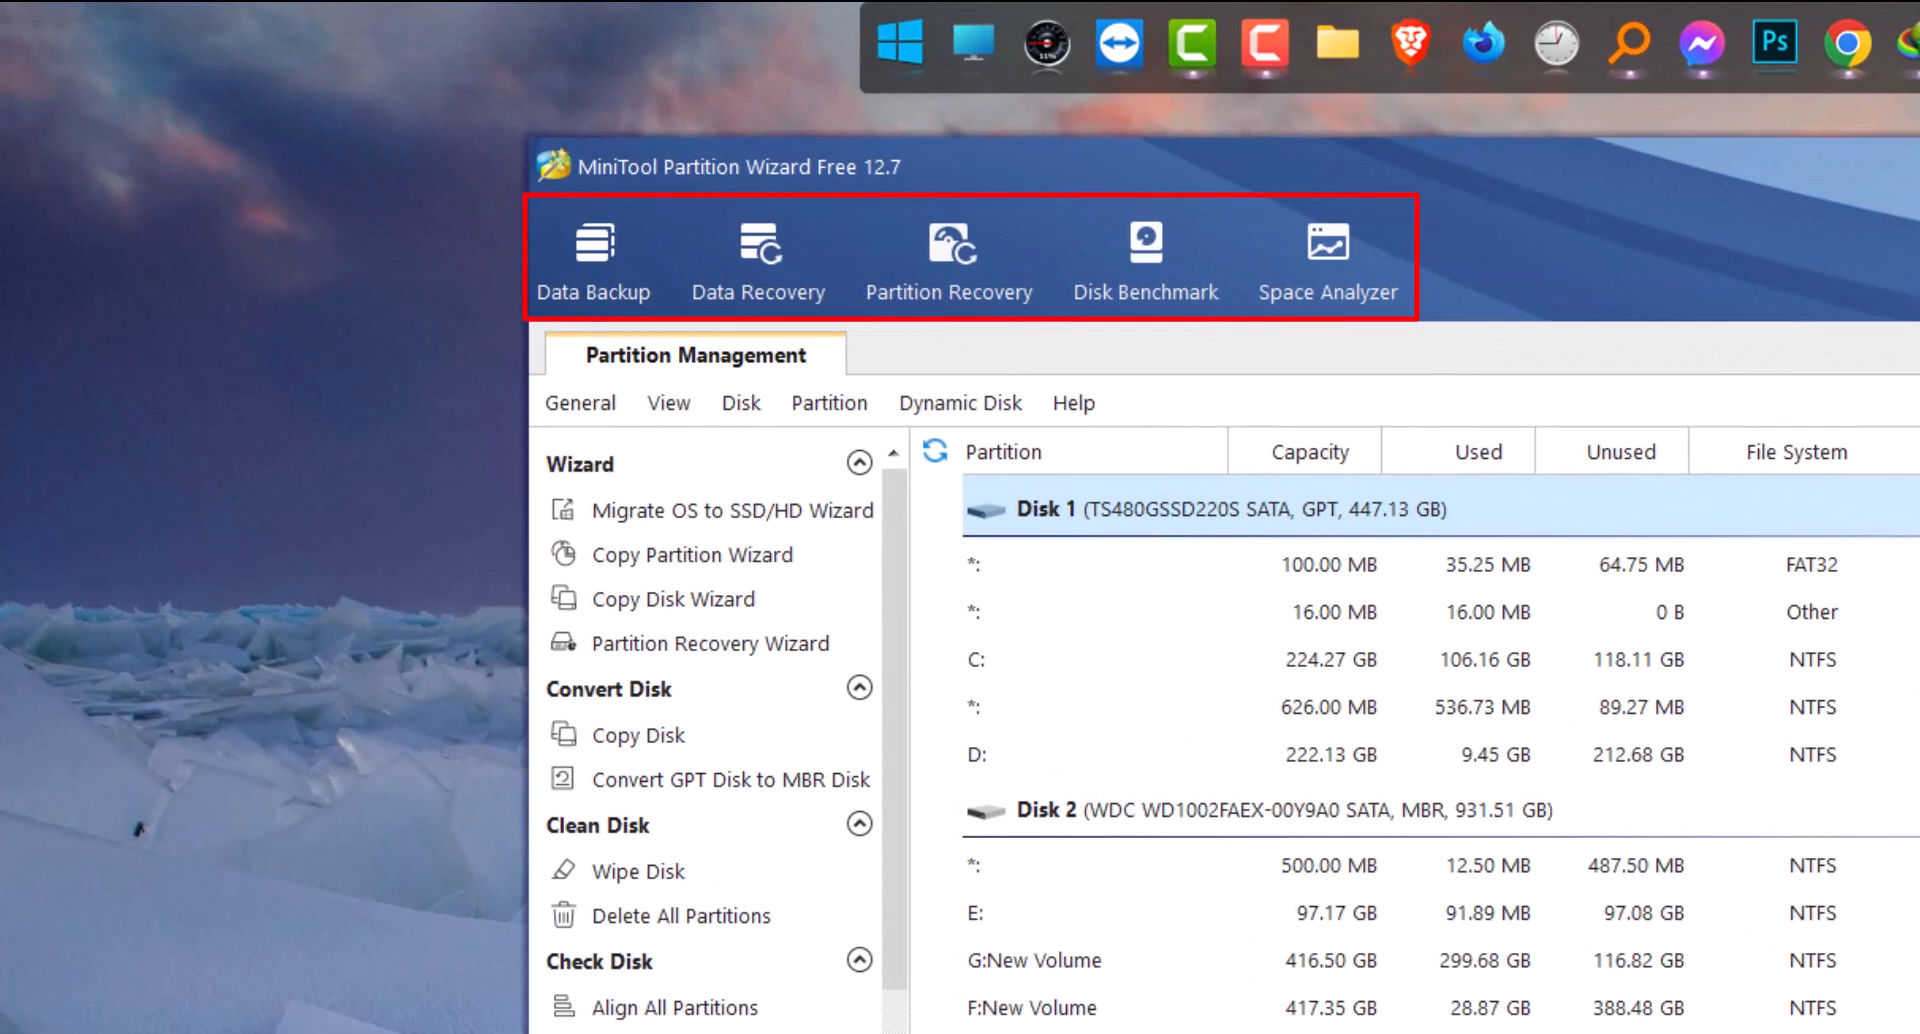 Ps
MiniTool Partition Wizard Free 12.7
Data Backup Data Recovery Partition Recovery Disk Benchmark Space Analyzer
Partition Management
General View Disk Partition Dynamic Disk Help
Wizard
Migrate OS to SSD/HD Wizard
Copy Partition Wizard
Copy Disk Wizard
Partition Recovery Wizard
Convert Disk
Copy Disk
Convert GPT Disk to MBR Disk
Clean Disk
Wipe Disk
Delete All Partitions
Check Disk
Align All Partitions
Partition Capacity Used Unused File System
Disk 1 (TS480GSSD220S SATA, GPT, 447.13 GB)
*: 100.00 MB 35.25 MB 64.75 MB FAT32
*: 16.00 MB 16.00 MB 0 B Other
C: 224.27 GB 106.16 GB 118.11 GB NTFS
*: 626.00 MB 536.73 MB 89.27 MB NTFS
D: 222.13 GB 9.45 GB 212.68 GB NTFS
Disk 2 (WDC WD1002FAEX-00Y9A0 SATA, MBR, 931.51 GB)
*: 500.00 MB 12.50 MB 487.50 MB NTFS
E: 97.17 GB 91.89 MB 97.08 GB NTFS
G:New Volume 416.50 GB 299.68 GB 116.82 GB NTFS
F:New Volume 417.35 GB 28.87 GB 388.48 GB NTFS